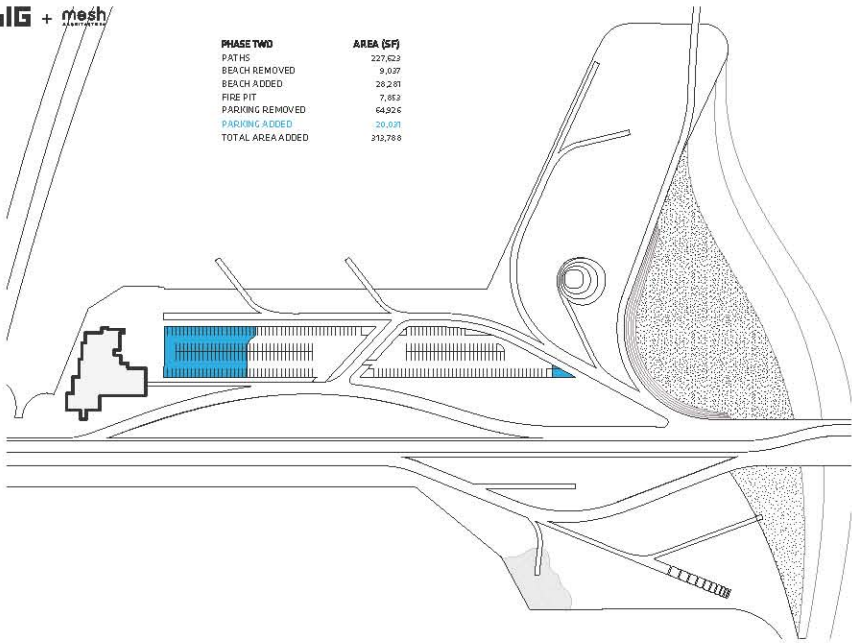 IG + mesh
PHASE TWO AREA (SF)
PATHS 227,623
BEACH REMOVED 9,037
BEACH ADDED 28,281
FIRE PIT 7,853
PARKING REMOVED 64,926
PARKING ADDED 20,031
TOTAL AREA ADDED 313,788